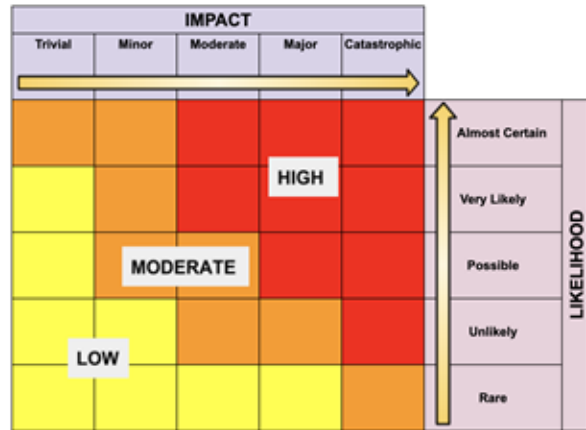 IMPACT
Trivial Minor Moderate Major Catastrophic
Almost Certain
HIGH
Very Likely
MODERATE
Possible
LIKELIHOOD
Unlikely
LOW
Rare